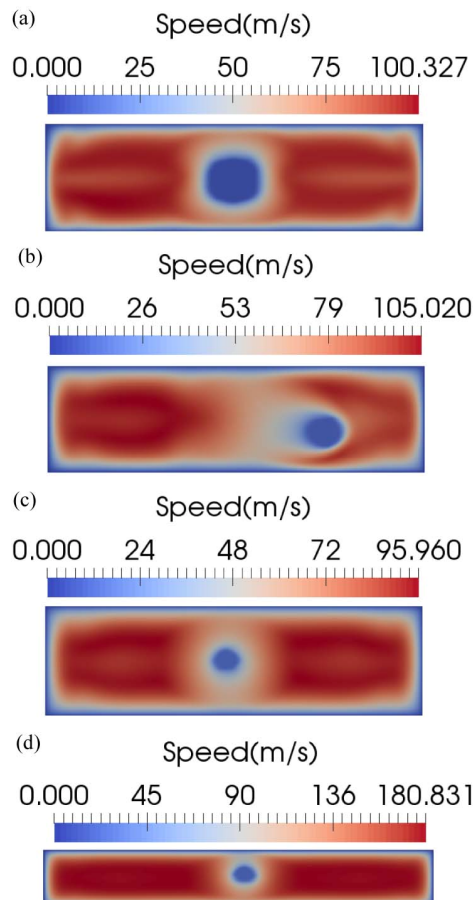 (a)
Speed(m/s)
0.000 25 50 75 100.327
(b)
Speed(m/s)
0.000 26 53 79 105.020
(c)
Speed(m/s)
0.000 24 48 72 95.960
(d)
Speed(m/s)
0.000 45 90 136 180.831